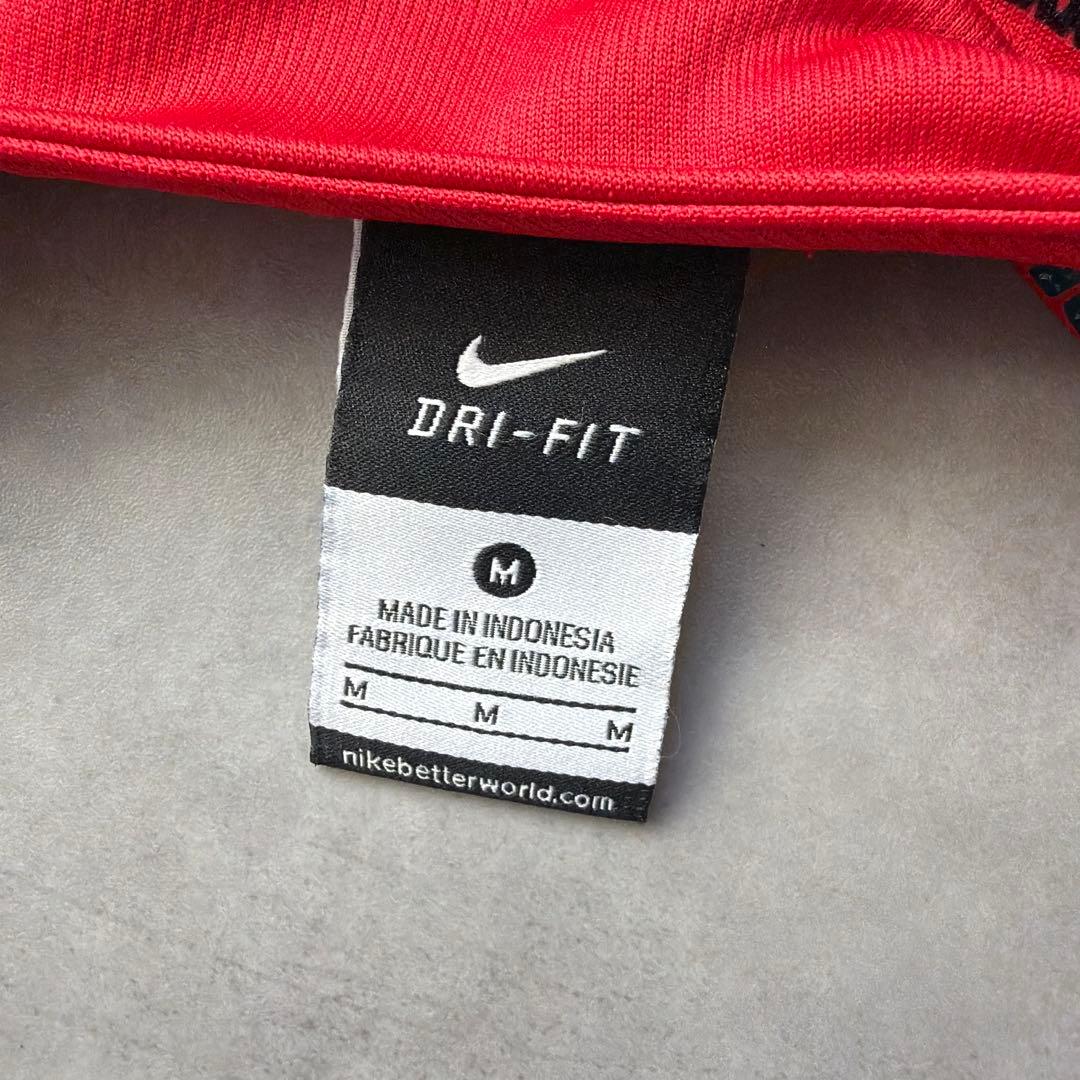 DRI-FIT
M
MADE IN INDONESIA
FABRIQUE EN INDONESIE
M M M
nikebetterworld.com